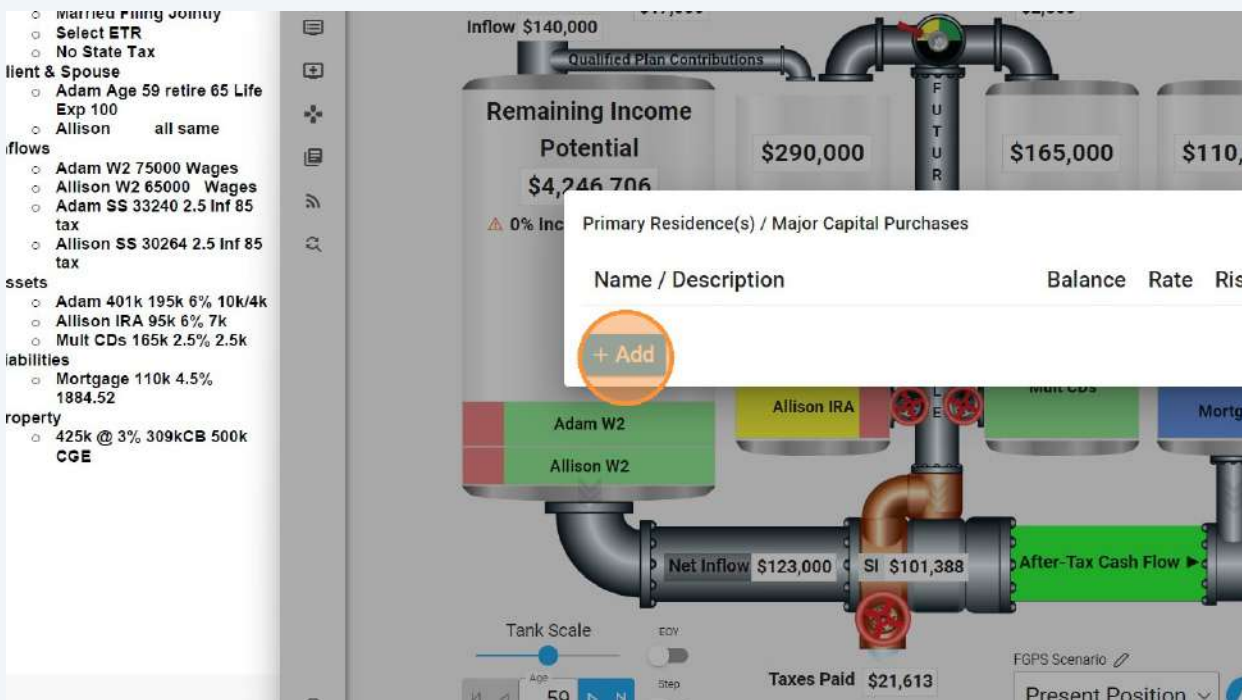 Married Filing Jointly
Select ETR
No State Tax
lient & Spouse
Adam Age 59 retire 65 Life
Exp 100
Allison all same
flows
Adam W2 75000 Wages
Allison W2 65000 Wages
Adam SS 33240 2.5 Inf 85
tax
Allison SS 30264 2.5 Inf 85
tax
ssets
Adam 401k 195k 6% 10k/4k
Allison IRA 95k 6% 7k
Mult CDs 165k 2.5% 2.5k
iabilities
Mortgage 110k 4.5%
1884.52
roperty
425k @ 3% 309kCB 500k
CGE
Inflow $140,000
Qualified Plan Contributions
Remaining Income
Potential
$4,246,706
0% Inc
$290,000
F
U
T
U
R
$165,000
$110,
Primary Residence(s) / Major Capital Purchases
Name / Description Balance Rate Ris
+ Add
Adam W2
Allison W2
Allison IRA
L
E
Mult CDs
Mortg
Net Inflow $123,000
SI $101,388
After-Tax Cash Flow ►
Tank Scale
EOY
Age
59
Step
Taxes Paid $21,613
FGPS Scenario
Present Position